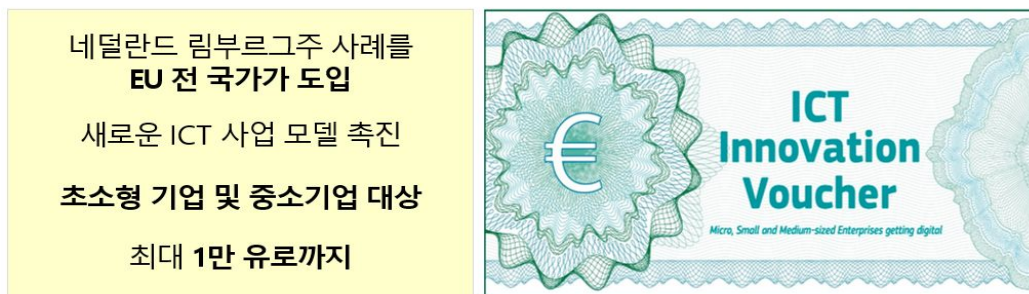 네덜란드 림부르그주 사례를
EU 전 국가가 도입
새로운 ICT 사업 모델 촉진
초소형 기업 및 중소기업 대상
최대 1만 유로까지
€
ICT
Innovation
Voucher
Micro, Small and Medium-sized Enterprises getting digital